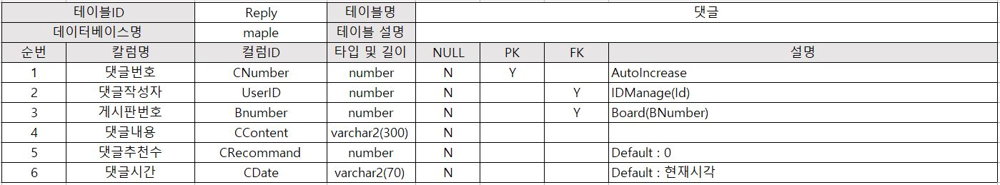 테이블ID Reply 테이블명 댓글
데이터베이스명 maple 테이블 설명
순번 칼럼명 컬럼ID 타입 및 길이 NULL PK FK 설명
1 댓글번호 CNumber number N Y AutoIncrease
2 댓글작성자 UserID number N Y IDManage(Id)
3 게시판번호 Bnumber number N Y Board(BNumber)
4 댓글내용 CContent varchar2(300) N
5 댓글추천수 CRecommand number N Default : 0
6 댓글시간 CDate varchar2(70) N Default : 현재시각